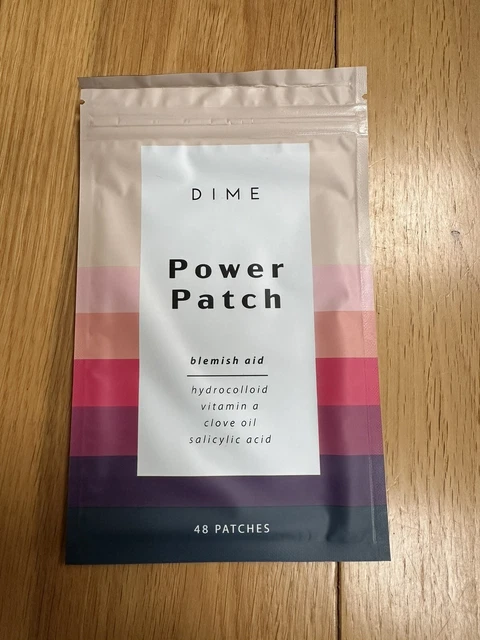 DIME
Power
Patch
blemish aid
hydrocolloid
vitamin a
clove oil
salicylic acid
48 PATCHES